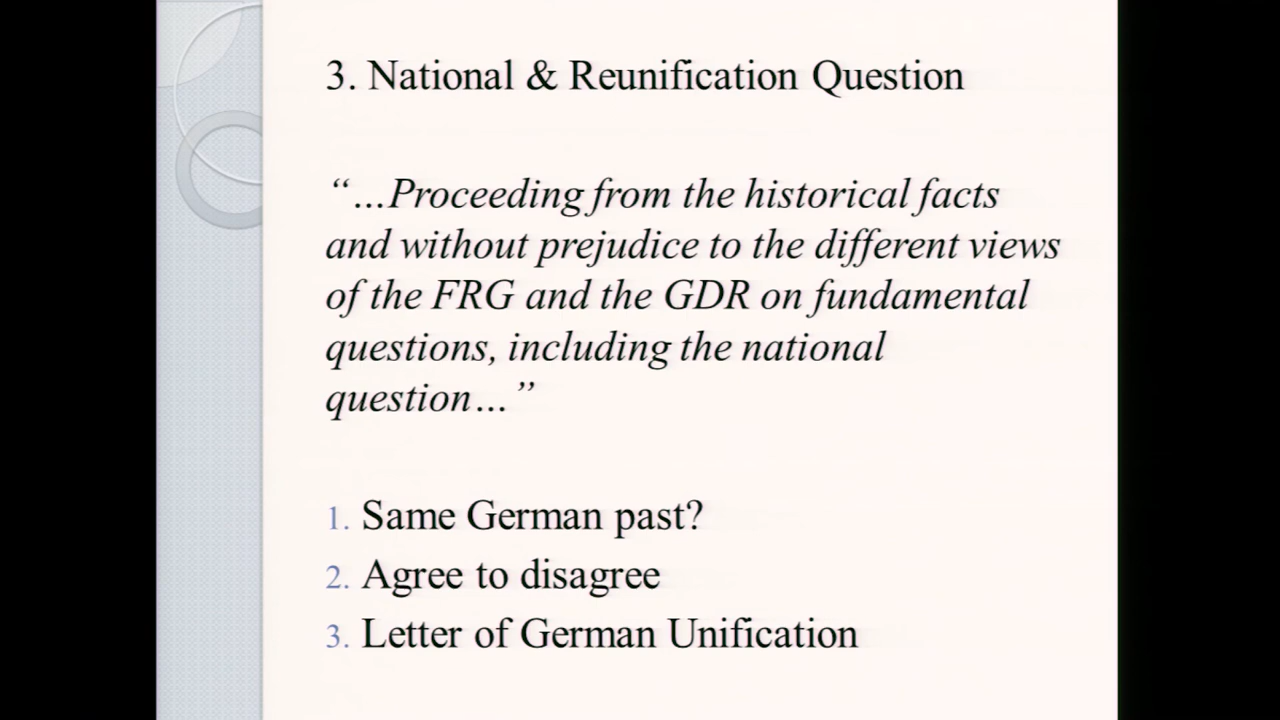 3. National & Reunification Question
“…Proceeding from the historical facts
and without prejudice to the different views
of the FRG and the GDR on fundamental
questions, including the national
question…”
1. Same German past?
2. Agree to disagree
3. Letter of German Unification